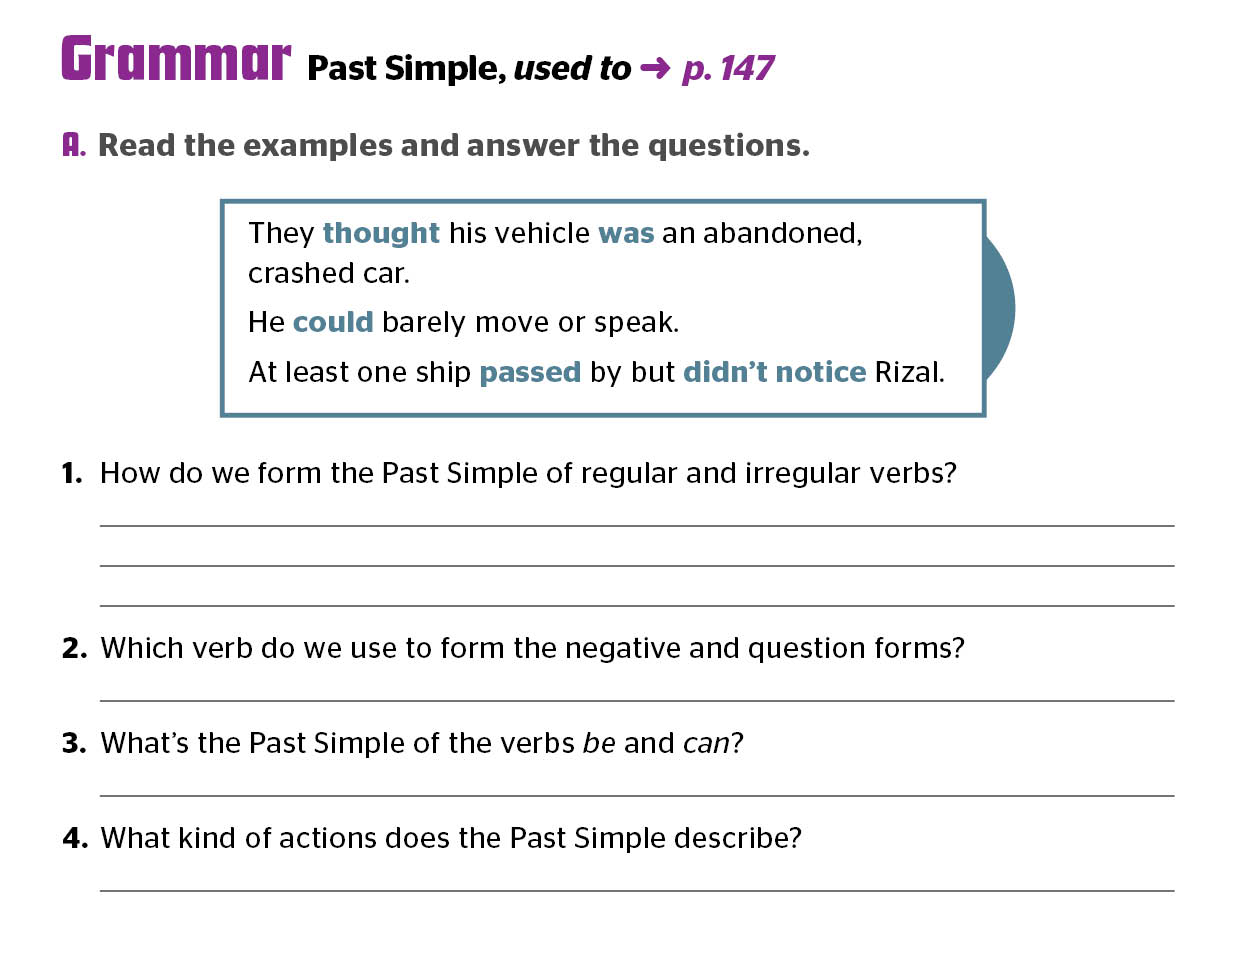 Grammar Past Simple, used to ➜ p. 147
A. Read the examples and answer the questions.
They thought his vehicle was an abandoned,
crashed car.
He could barely move or speak.
At least one ship passed by but didn’t notice Rizal.
1. How do we form the Past Simple of regular and irregular verbs?
2. Which verb do we use to form the negative and question forms?
3. What’s the Past Simple of the verbs be and can?
4. What kind of actions does the Past Simple describe?